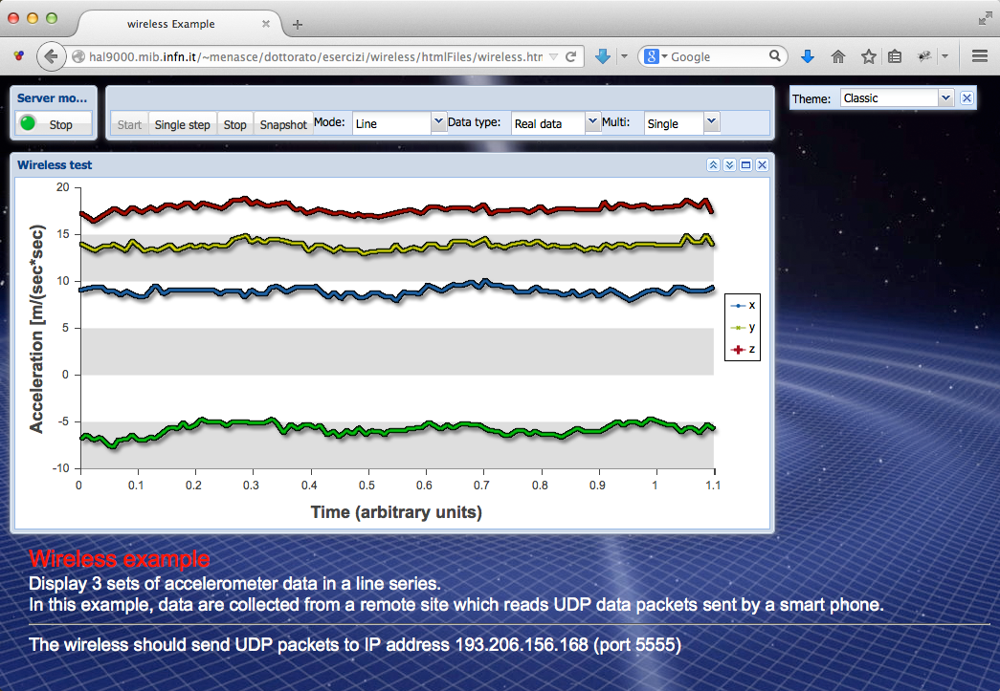 wireless Example
hal9000.mib.infn.it/~menasce/dottorato/esercizi/wireless/htmlFiles/wireless.htm
Google
Server mo...
Stop
Start Single step Stop Snapshot Mode: Line Data type: Real data Multi: Single
Theme: Classic
Wireless test
20
15
10
5
0
-5
-10
Acceleration [m/(sec*sec)
0 0.1 0.2 0.3 0.4 0.5 0.6 0.7 0.8 0.9 1 1.1
Time (arbitrary units)
x
y
z
Wireless example
Display 3 sets of accelerometer data in a line series.
In this example, data are collected from a remote site which reads UDP data packets sent by a smart phone.
The wireless should send UDP packets to IP address 193.206.156.168 (port 5555)